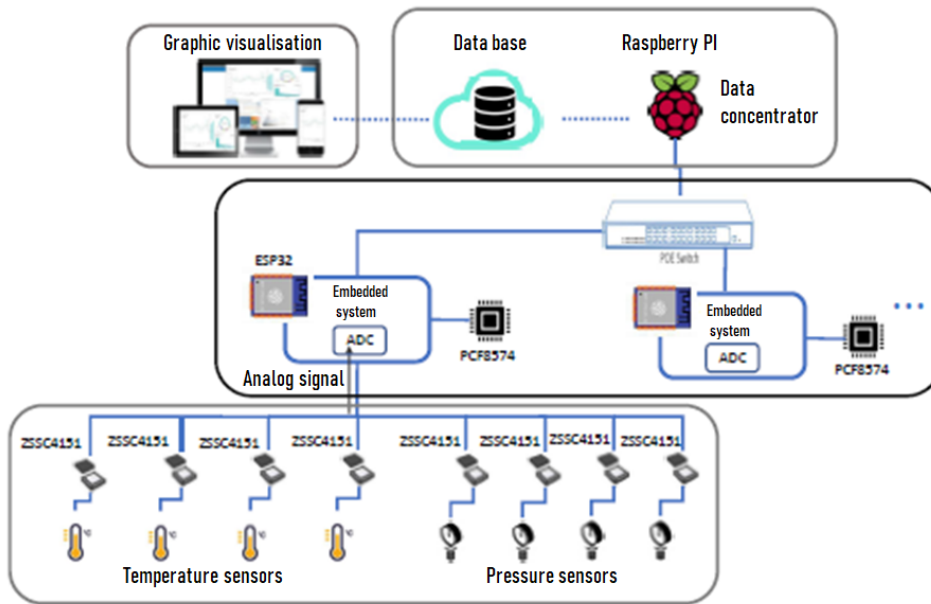 Graphic visualisation
Data base
Raspberry PI
Data
concentrator
POE Switch
ESP32
Embedded
system
ADC
PCF8574
Embedded
system
ADC
PCF8574
Analog signal
ZSSC4151
ZSSC4151
ZSSC4151
ZSSC4151
ZSSC4151
ZSSC4151
ZSSC4151
ZSSC4151
Temperature sensors
Pressure sensors